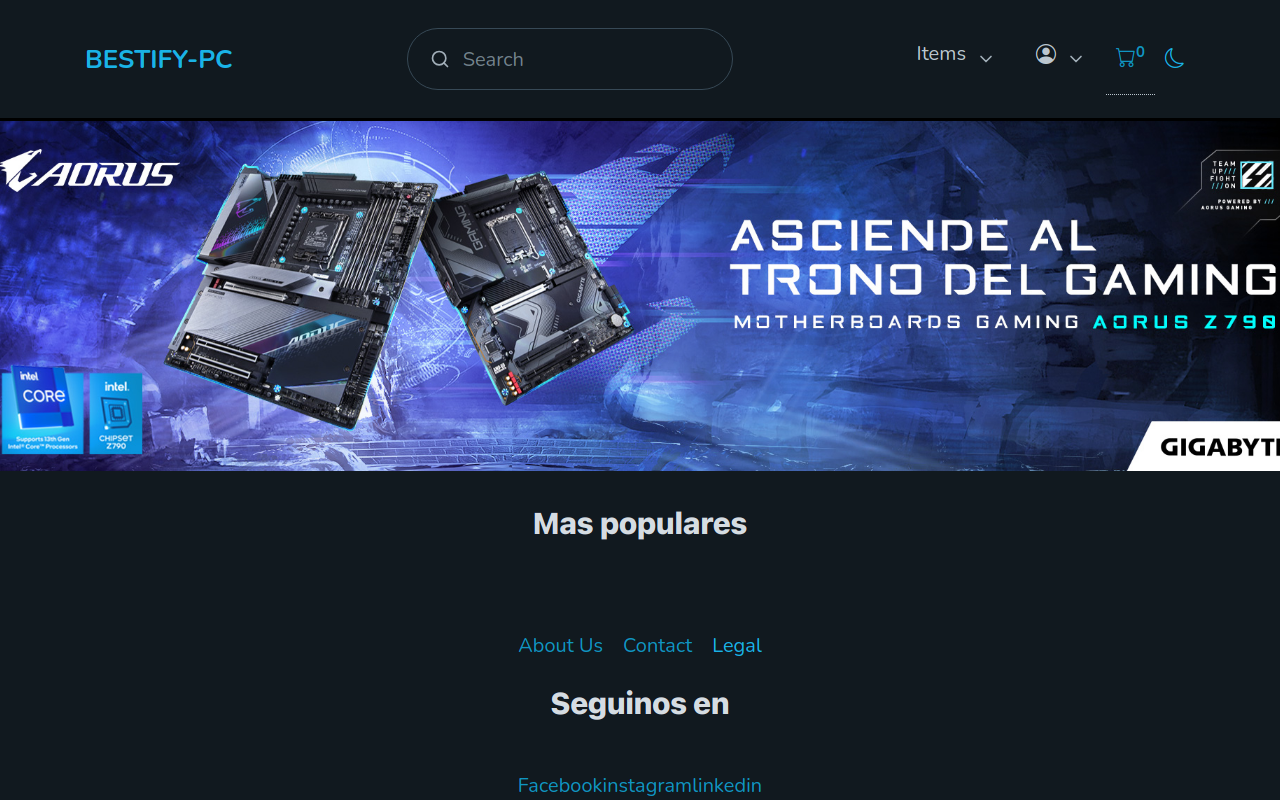 BESTIFY-PC
Search
Items
0
AORUS
TEAM
UP///
FIGHT
///ON
POWERED BY ///
AORUS GAMING
ASCIENDE AL
TRONO DEL GAMING
MOTHERBOARDS GAMING AORUS Z790
intel
CORE
Supports 13th Gen
Intel® Core™ Processors
intel.
CHIPSET
Z790
GIGABYTE
Mas populares
About Us Contact Legal
Seguinos en
Facebookinstagramlinkedin